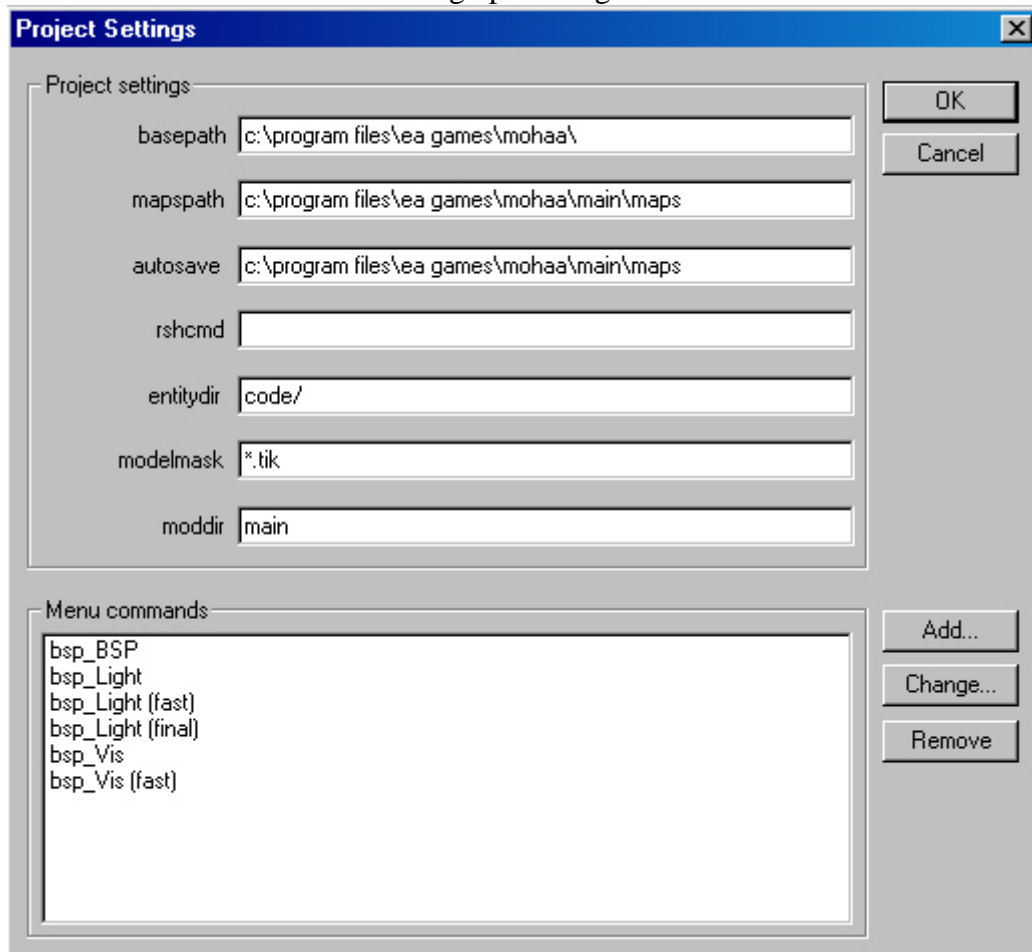 Project Settings
Project settings
basepath c:\program files\ea games\mohaa\
mapspath c:\program files\ea games\mohaa\main\maps
autosave c:\program files\ea games\mohaa\main\maps
rshcmd
entitydir code/
modelmask *.tik
moddir main
OK
Cancel
Menu commands
bsp_BSP
bsp_Light
bsp_Light (fast)
bsp_Light (final)
bsp_Vis
bsp_Vis (fast)
Add...
Change...
Remove